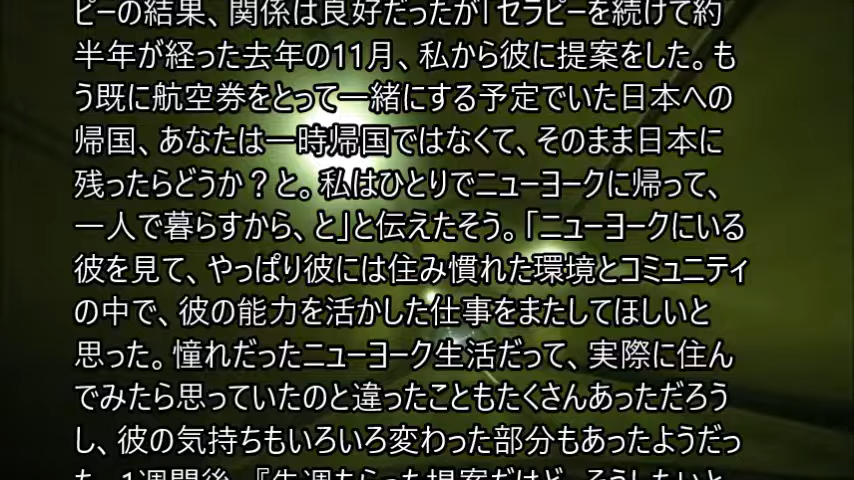 ピーの結果、関係は良好だったが「セラピーを続けて約
半年が経った去年の11月、私から彼に提案をした。も
う既に航空券をとって一緒にする予定でいた日本への
帰国、あなたは一時帰国ではなくて、そのまま日本に
残ったらどうか？と。私はひとりでニューヨークに帰って、
一人で暮らすから、と」と伝えたそう。「ニューヨークにいる
彼を見て、やっぱり彼には住み慣れた環境とコミュニティ
の中で、彼の能力を活かした仕事をまたしてほしいと
思った。憧れだったニューヨーク生活だって、実際に住ん
でみたら思っていたのと違ったこともたくさんあっただろう
し、彼の気持ちもいろいろ変わった部分もあったようだっ
た。1週間後、『